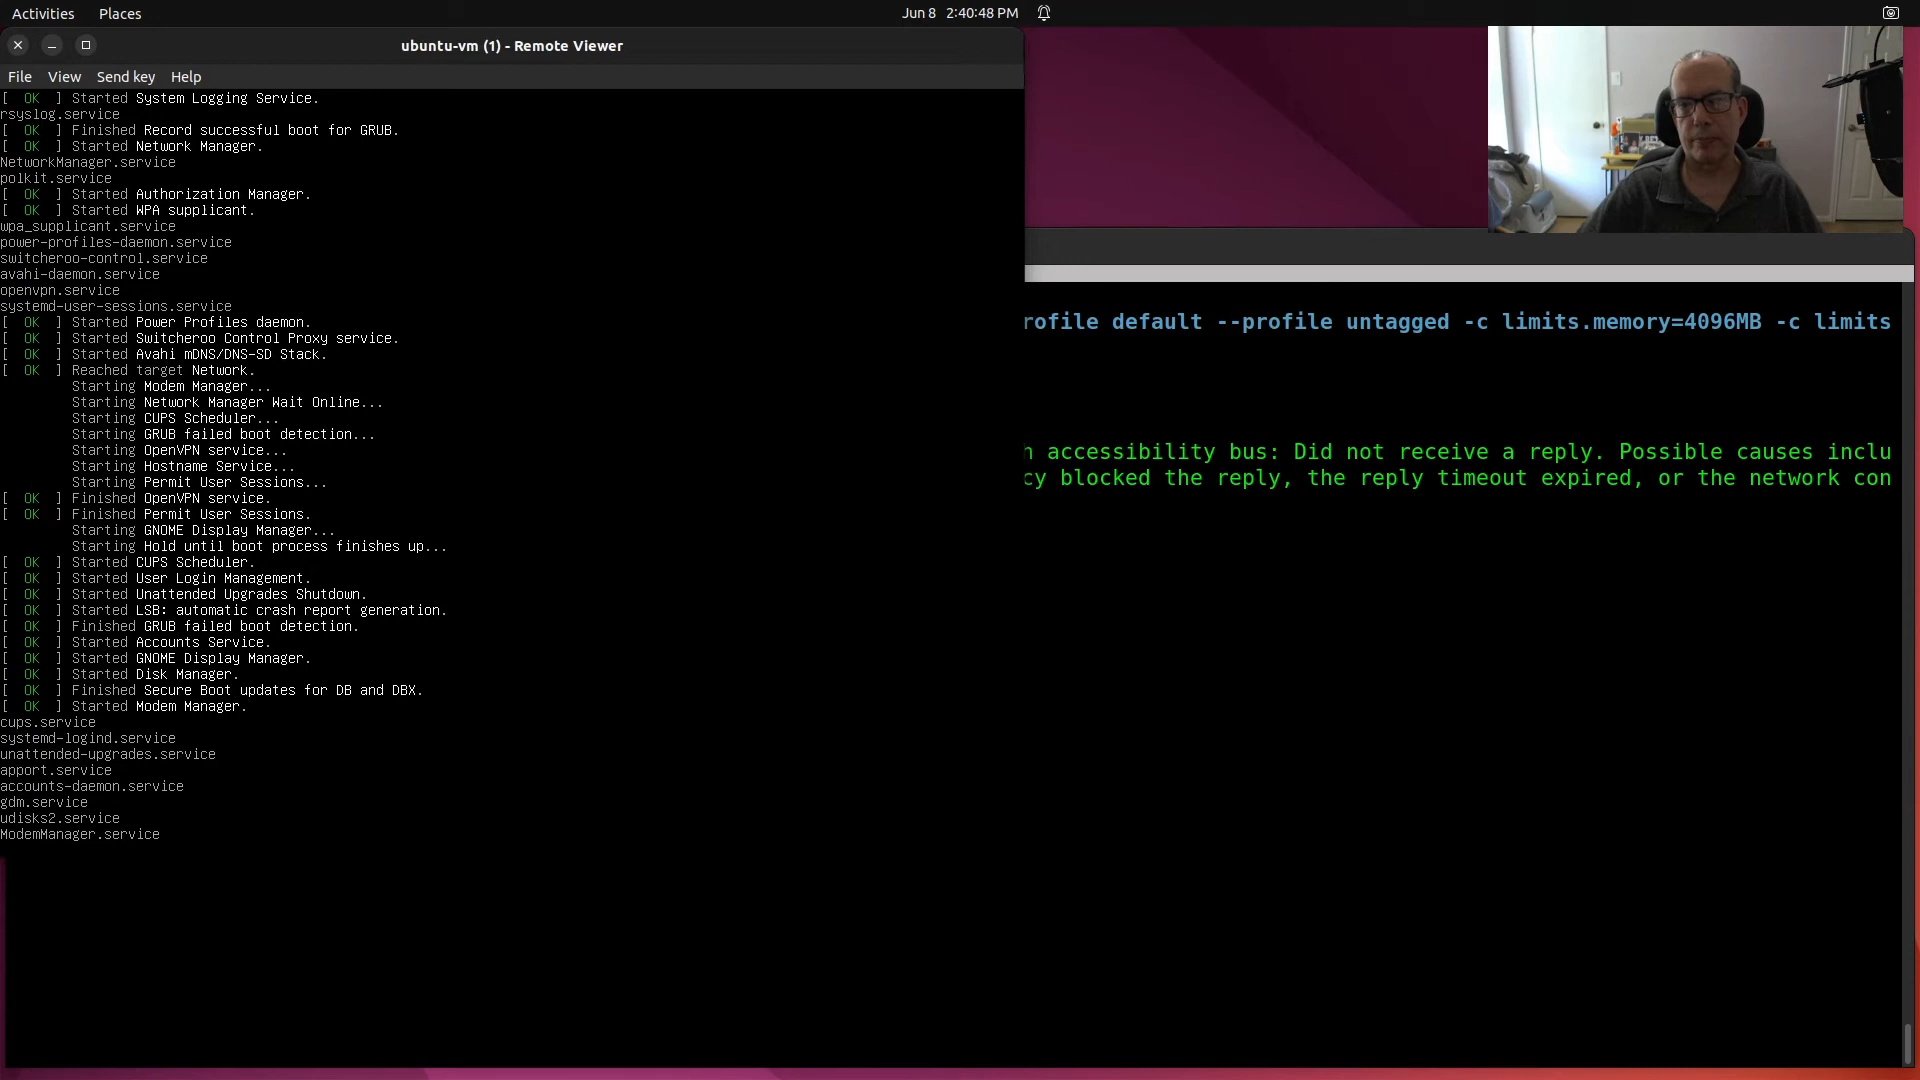 Activities Places Jun 8 2:40:48 PM
ubuntu-vm (1) - Remote Viewer
File View Send key Help
[ OK ] Started System Logging Service.
rsyslog.service
[ OK ] Finished Record successful boot for GRUB.
[ OK ] Started Network Manager.
NetworkManager.service
polkit.service
[ OK ] Started Authorization Manager.
[ OK ] Started WPA supplicant.
wpa_supplicant.service
power-profiles-daemon.service
switcheroo-control.service
avahi-daemon.service
openvpn.service
systemd-user-sessions.service
[ OK ] Started Power Profiles daemon.
[ OK ] Started Switcheroo Control Proxy service.
[ OK ] Started Avahi mDNS/DNS-SD Stack.
[ OK ] Reached target Network.
Starting Modem Manager...
Starting Network Manager Wait Online...
Starting CUPS Scheduler...
Starting GRUB failed boot detection...
Starting OpenVPN service...
Starting Hostname Service...
Starting Permit User Sessions...
[ OK ] Finished OpenVPN service.
[ OK ] Finished Permit User Sessions.
Starting GNOME Display Manager...
Starting Hold until boot process finishes up...
[ OK ] Started CUPS Scheduler.
[ OK ] Started User Login Management.
[ OK ] Started Unattended Upgrades Shutdown.
[ OK ] Started LSB: automatic crash report generation.
[ OK ] Finished GRUB failed boot detection.
[ OK ] Started Accounts Service.
[ OK ] Started GNOME Display Manager.
[ OK ] Started Disk Manager.
[ OK ] Finished Secure Boot updates for DB and DBX.
[ OK ] Started Modem Manager.
cups.service
systemd-logind.service
unattended-upgrades.service
apport.service
accounts-daemon.service
gdm.service
udisks2.service
ModemManager.service
rofile default --profile untagged -c limits.memory=4096MB -c limits
h accessibility bus: Did not receive a reply. Possible causes inclu
cy blocked the reply, the reply timeout expired, or the network con